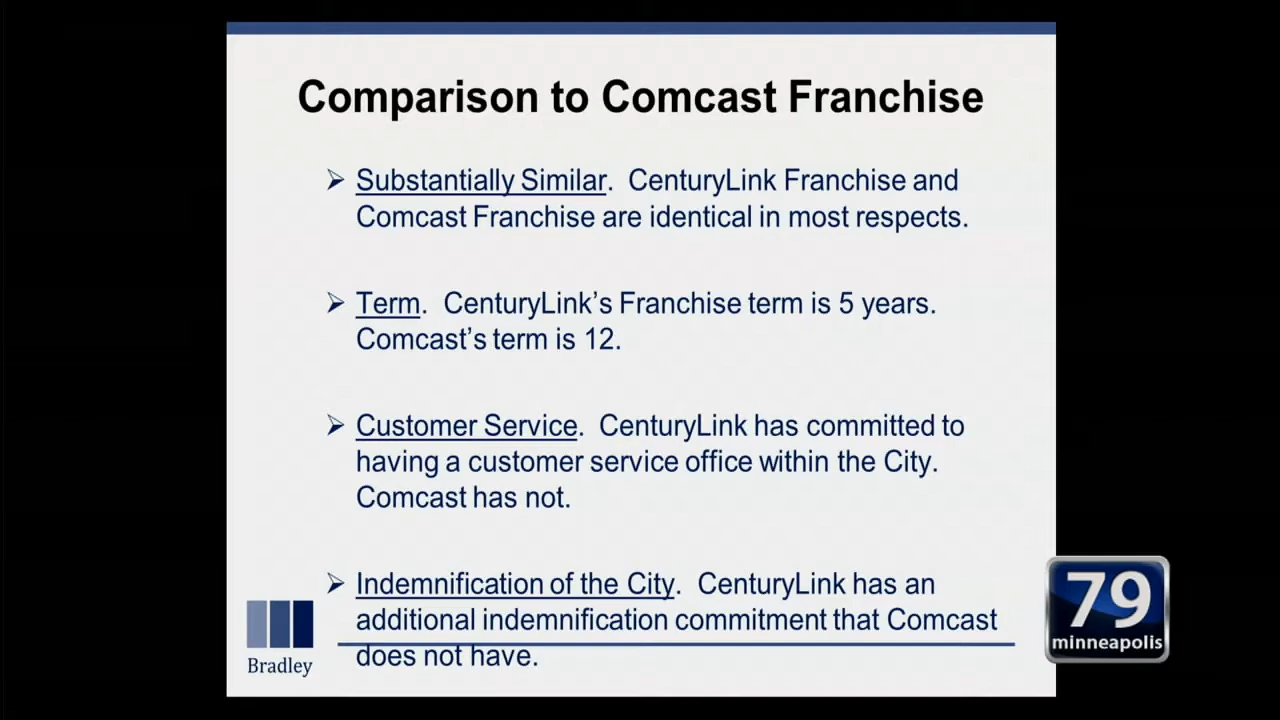 Comparison to Comcast Franchise
➢ Substantially Similar. CenturyLink Franchise and
Comcast Franchise are identical in most respects.
➢ Term. CenturyLink's Franchise term is 5 years.
Comcast's term is 12.
➢ Customer Service. CenturyLink has committed to
having a customer service office within the City.
Comcast has not.
➢ Indemnification of the City. CenturyLink has an
additional indemnification commitment that Comcast
does not have.
Bradley
79
minneapolis